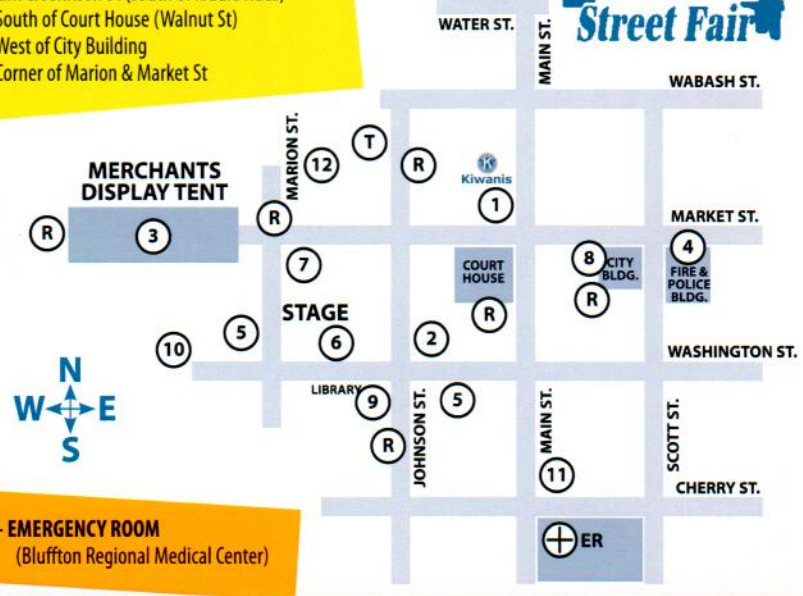 South of Court House (Walnut St)
West of City Building
Corner of Marion & Market St
Street Fair
WATER ST.
MAIN ST.
WABASH ST.
MARION ST.
T
12
R
Kiwanis
1
MERCHANTS
DISPLAY TENT
R
3
R
MARKET ST.
7
COURT
HOUSE
8
CITY
BLDG.
4
FIRE &
POLICE
BLDG.
R
R
STAGE
5
6
2
10
WASHINGTON ST.
N
W E
S
LIBRARY
9
5
R
JOHNSON ST.
MAIN ST.
SCOTT ST.
11
CHERRY ST.
ER
- EMERGENCY ROOM
(Bluffton Regional Medical Center)